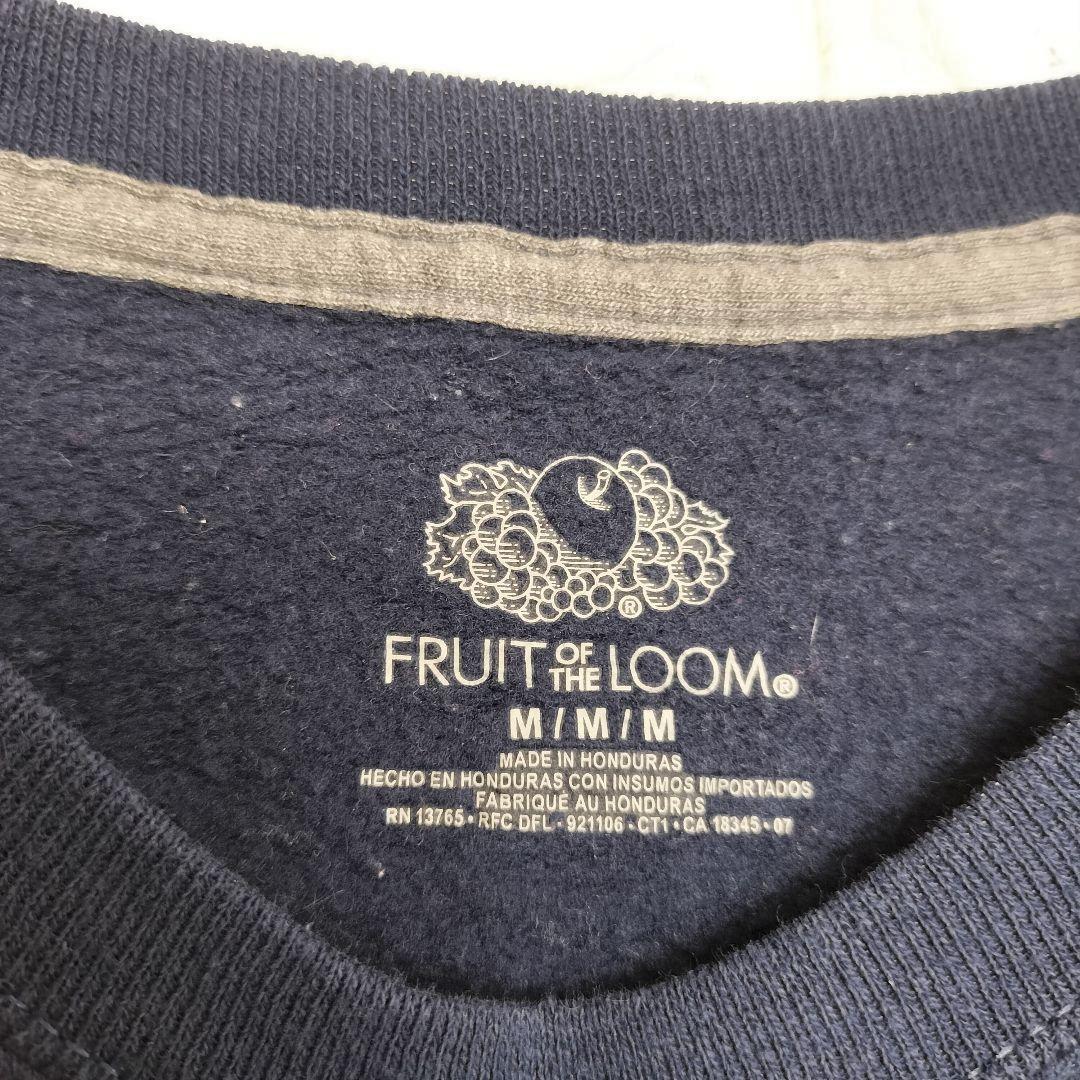 ®
FRUIT OF THE LOOM®
M / M / M
MADE IN HONDURAS
HECHO EN HONDURAS CON INSUMOS IMPORTADOS
FABRIQUÉ AU HONDURAS
RN 13765 • RFC DFL - 921106 - CT1 • CA 18345 • 07